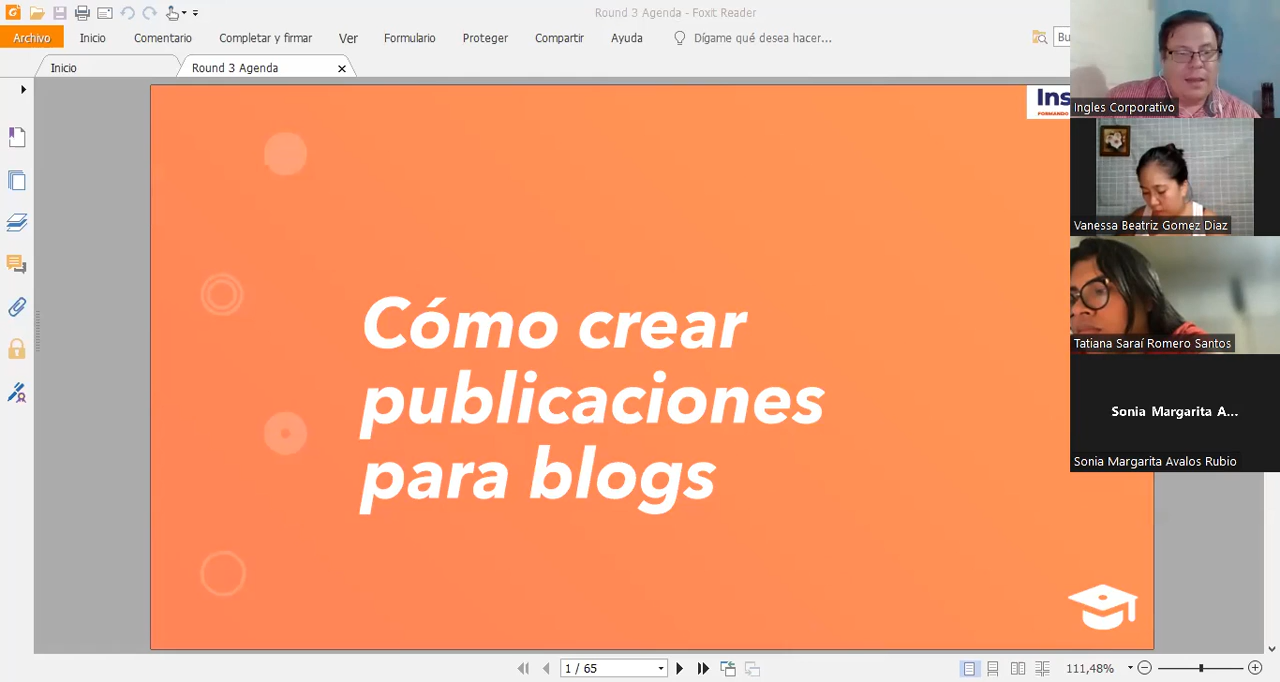 Round 3 Agenda - Foxit Reader
Archivo
Inicio
Comentario
Completar y firmar
Ver
Formulario
Proteger
Compartir
Ayuda
Dígame qué desea hacer...
Bu
Inicio
Round 3 Agenda
Ins
Cómo crear
publicaciones
para blogs
Ingles Corporativo
Vanessa Beatriz Gomez Diaz
Tatiana Saraí Romero Santos
Sonia Margarita A...
Sonia Margarita Avalos Rubio
1 / 65
111,48%